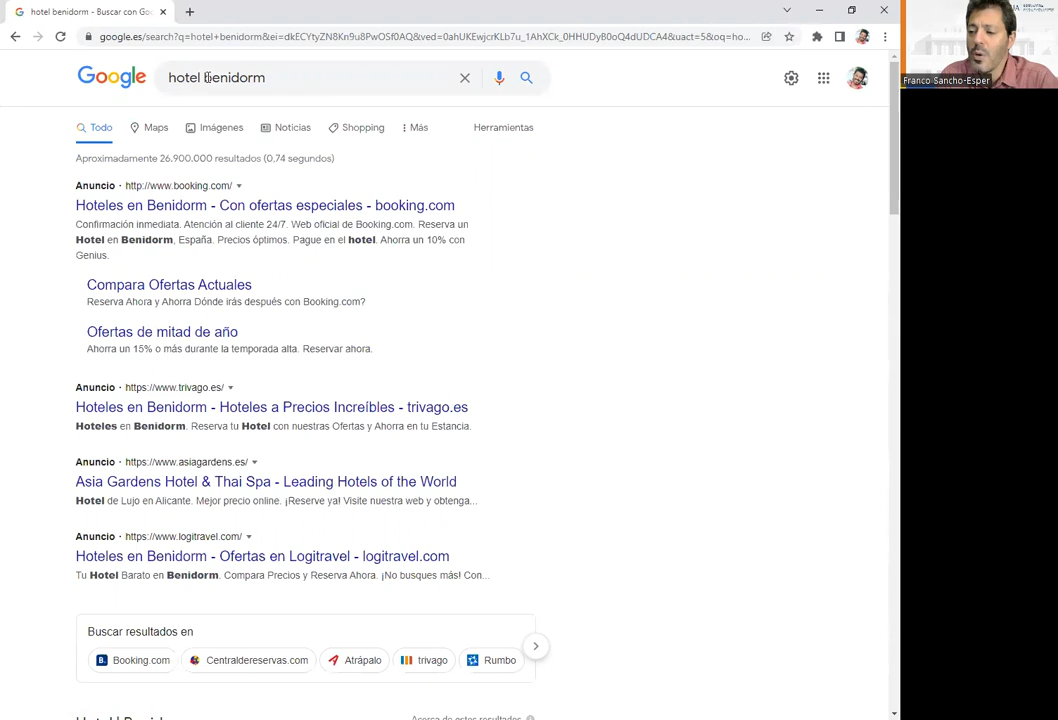 hotel benidorm - Buscar con Goo
google.es/search?q=hotel+benidorm&ei=dkECYtyZN8Kn9u8PwOSf0AQ&ved=0ahUKEwjcrKLb7u_1AhXCk_0HHUDyB0oQ4dUDCA4&uact=5&oq=ho...
Franco Sancho-Esper
Google
hotel benidorm
Todo Maps Imágenes Noticias Shopping Más Herramientas
Aproximadamente 26.900.000 resultados (0,74 segundos)
Anuncio · http://www.booking.com/
Hoteles en Benidorm - Con ofertas especiales - booking.com
Confirmación inmediata. Atención al cliente 24/7. Web oficial de Booking.com. Reserva un
Hotel en Benidorm, España. Precios óptimos. Pague en el hotel. Ahorra un 10% con
Genius.
Compara Ofertas Actuales
Reserva Ahora y Ahorra Dónde irás después con Booking.com?
Ofertas de mitad de año
Ahorra un 15% o más durante la temporada alta. Reservar ahora.
Anuncio · https://www.trivago.es/
Hoteles en Benidorm - Hoteles a Precios Increíbles - trivago.es
Hoteles en Benidorm. Reserva tu Hotel con nuestras Ofertas y Ahorra en tu Estancia.
Anuncio · https://www.asiagardens.es/
Asia Gardens Hotel & Thai Spa - Leading Hotels of the World
Hotel de Lujo en Alicante. Mejor precio online. ¡Reserve ya! Visite nuestra web y obtenga...
Anuncio · https://www.logitravel.com/
Hoteles en Benidorm - Ofertas en Logitravel - logitravel.com
Tu Hotel Barato en Benidorm. Compara Precios y Reserva Ahora. ¡No busques más! Con...
Buscar resultados en
B. Booking.com Centraldereservas.com Atrápalo trivago Rumbo
Acerca de estos resultados